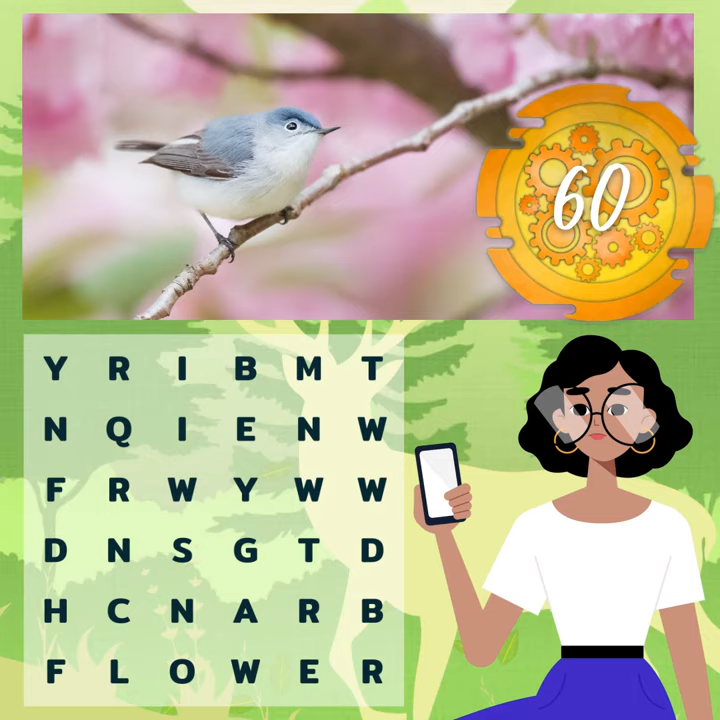 60
Y R I B M T
N Q I E N W
F R W Y W W
D N S G T D
H C N A R B
F L O W E R